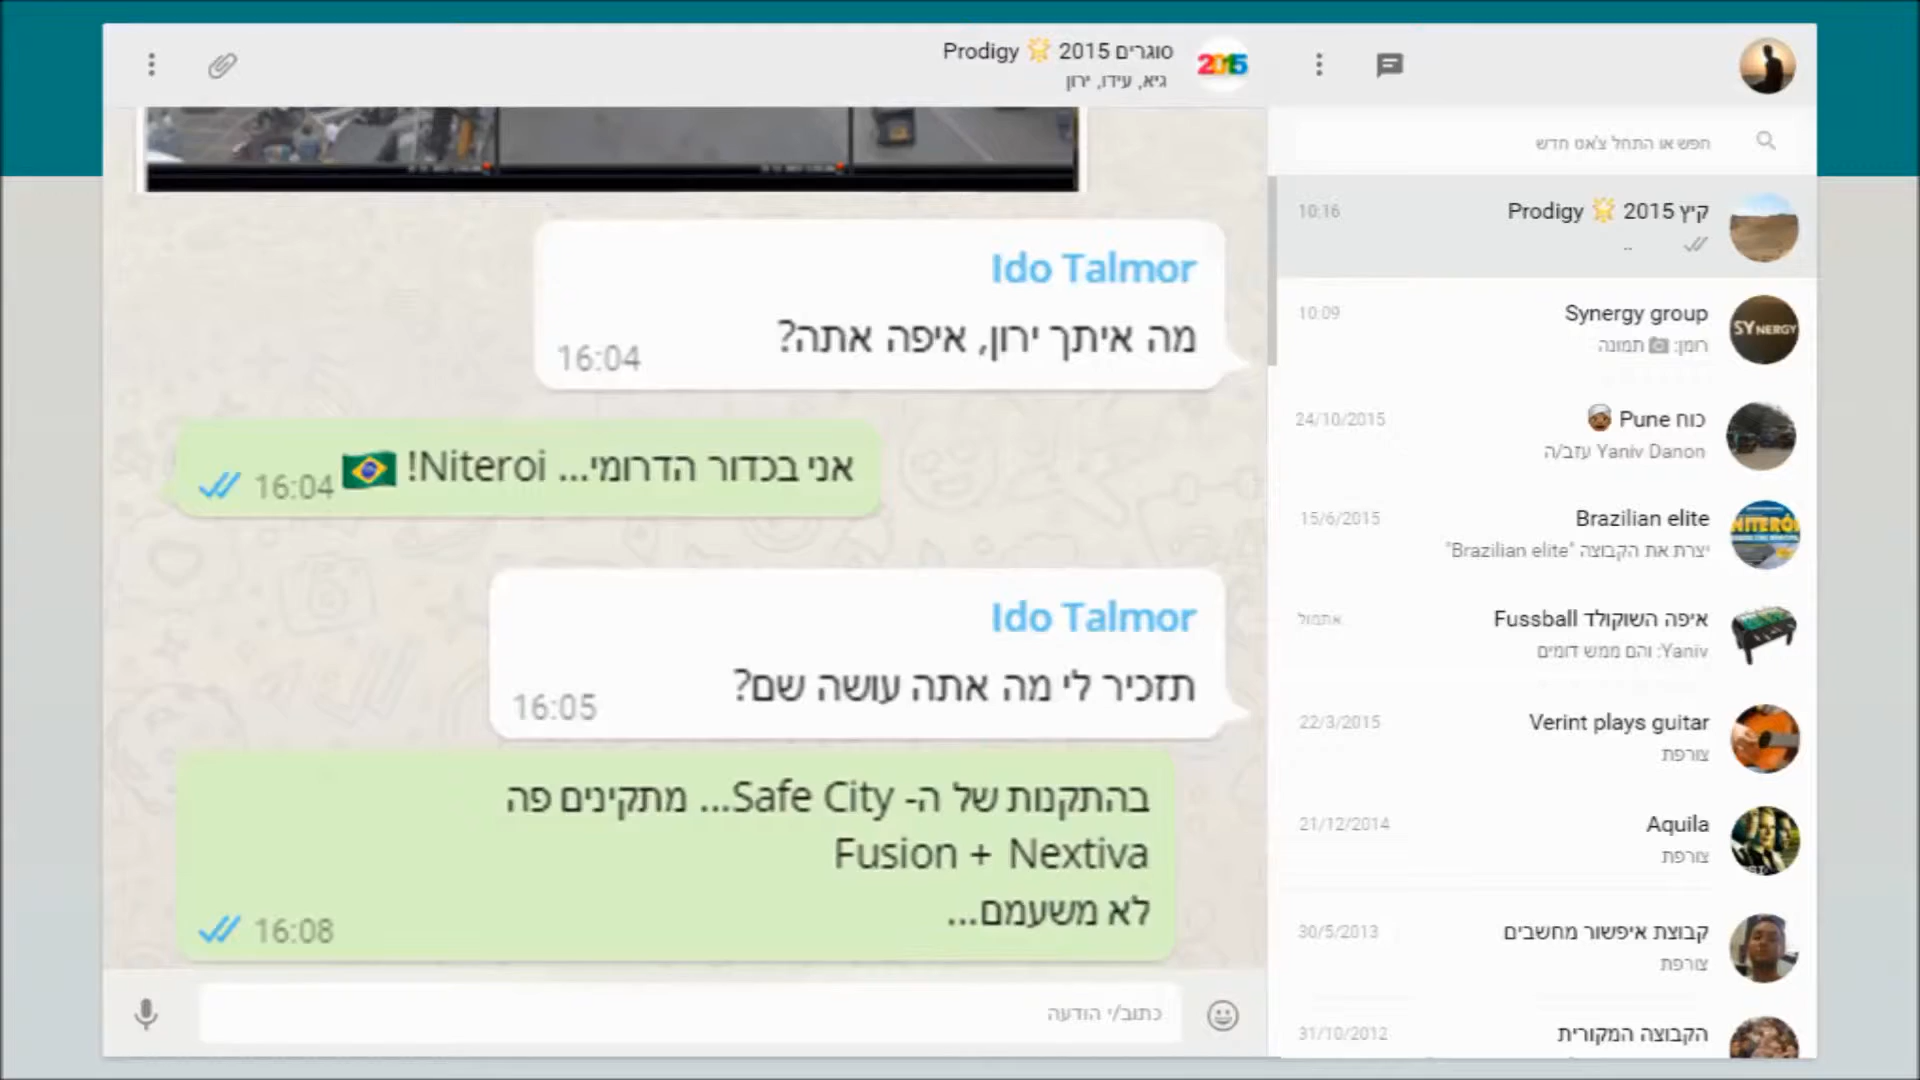 סוגרים 2015 🌟 Prodigy
גיא, עידו, ירון
2015
Ido Talmor
מה איתך ירון, איפה אתה?
16:04
אני בכדור הדרומי... Niteroi! 🇧🇷
16:04
Ido Talmor
תזכיר לי מה אתה עושה שם?
16:05
בהתקנות של ה- Safe City... מתקינים פה
Fusion + Nextiva
לא משעמם...
16:08
כתוב/י הודעה
חפש או התחל צ'אט חדש
קיץ 2015 🌟 Prodigy
10:16
..
Synergy group
10:09
רומן: 📷 תמונה
SYNERGY
כוח Pune 👳🏾
24/10/2015
Yaniv Danon עזב/ה
Brazilian elite
15/6/2015
יצרת את הקבוצה "Brazilian elite"
NITERÓI
איפה השוקולד Fussball
אתמול
Yaniv: והם ממש דומים
Verint plays guitar
22/3/2015
צורפת
Aquila
21/12/2014
צורפת
קבוצת איפשור מחשבים
30/5/2013
צורפת
הקבוצה המקורית
31/10/2012